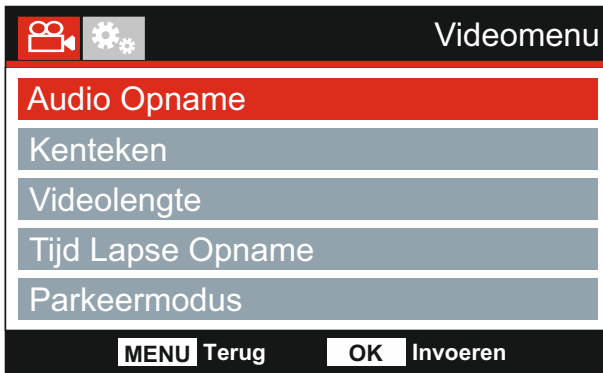 Videomenu
Audio Opname
Kenteken
Videolengte
Tijd Lapse Opname
Parkeermodus
MENU Terug OK Invoeren